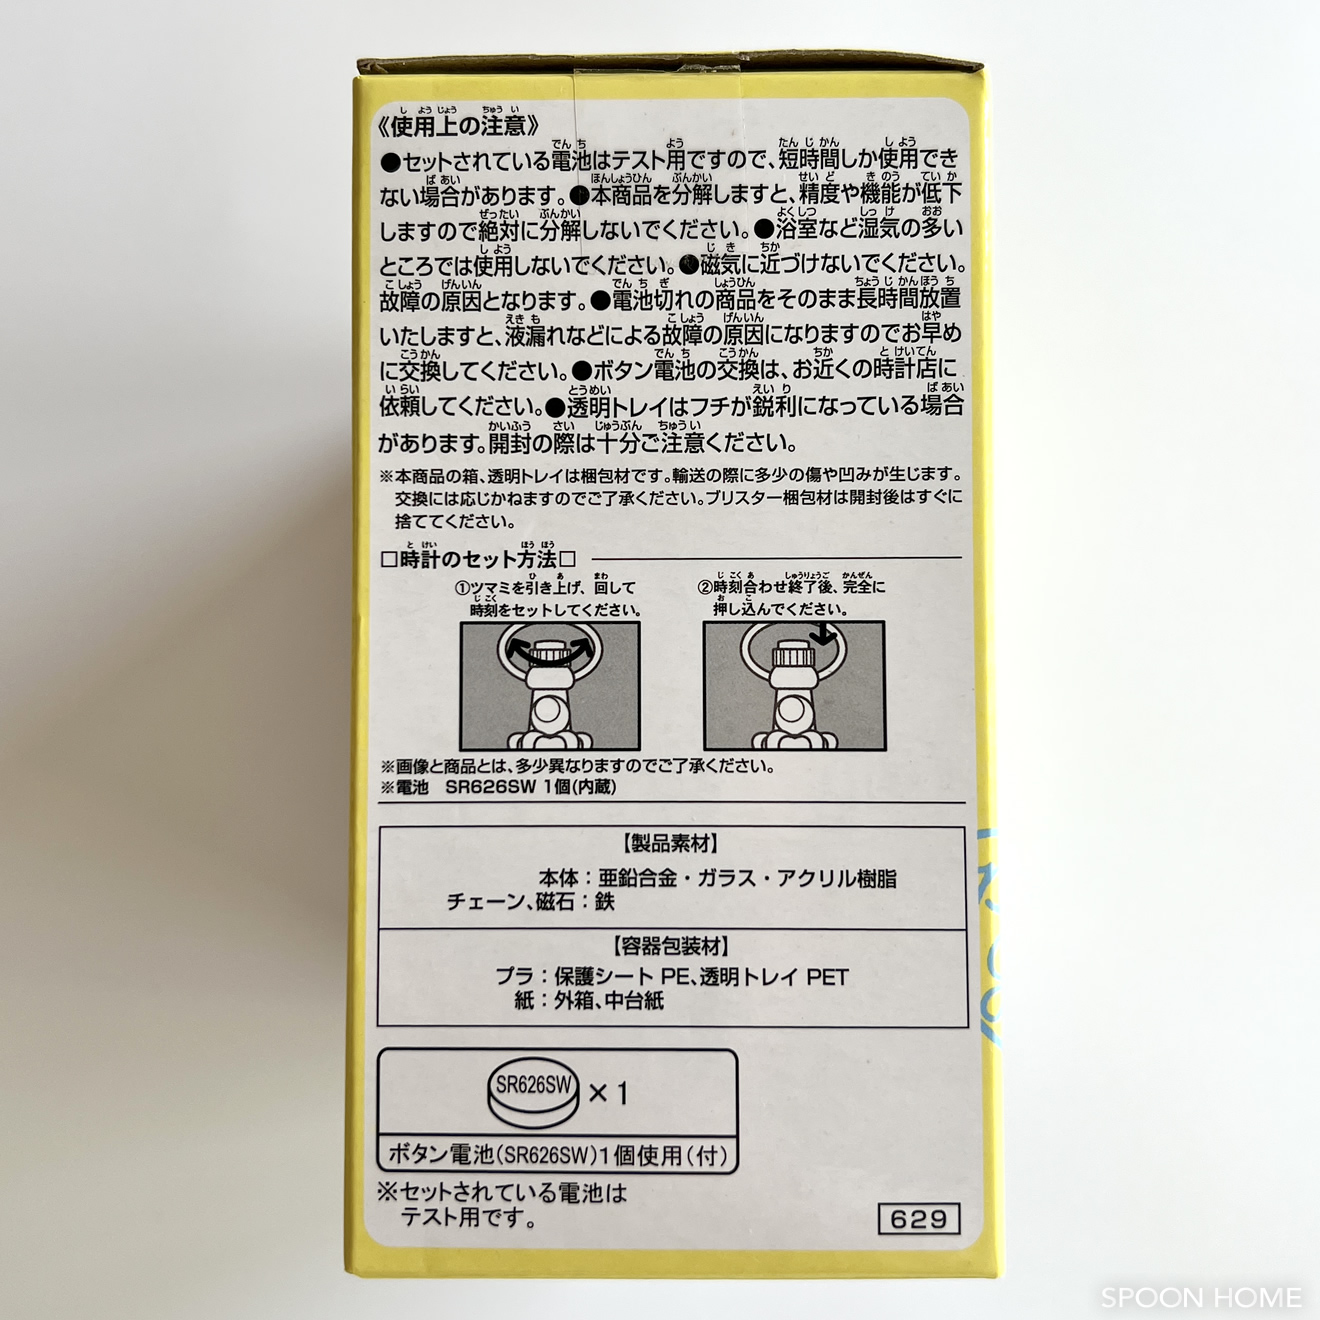 《使用上の注意》
●セットされている電池はテスト用ですので、短時間しか使用でき
ない場合があります。●本商品を分解しますと、精度や機能が低下
しますので絶対に分解しないでください。●浴室など湿気の多い
ところでは使用しないでください。●磁気に近づけないでください。
故障の原因となります。●電池切れの商品をそのまま長時間放置
いたしますと、液漏れなどによる故障の原因になりますのでお早め
に交換してください。●ボタン電池の交換は、お近くの時計店に
依頼してください。●透明トレイはフチが鋭利になっている場合
があります。開封の際は十分ご注意ください。
※本商品の箱、透明トレイは梱包材です。輸送の際に多少の傷や凹みが生じます。
交換には応じかねますのでご了承ください。ブリスター梱包材は開封後はすぐに
捨ててください。
□時計のセット方法□
①ツマミを引き上げ、回して
時刻をセットしてください。
②時刻合わせ終了後、完全に
押し込んでください。
※画像と商品とは、多少異なりますのでご了承ください。
※電池 SR626SW 1個(内蔵)
【製品素材】
本体：亜鉛合金・ガラス・アクリル樹脂
チェーン、磁石：鉄
【容器包装材】
プラ：保護シート PE、透明トレイ PET
紙：外箱、中台紙
SR626SW ×1
ボタン電池(SR626SW)1個使用(付)
※セットされている電池は
テスト用です。
629
SPOON HOME